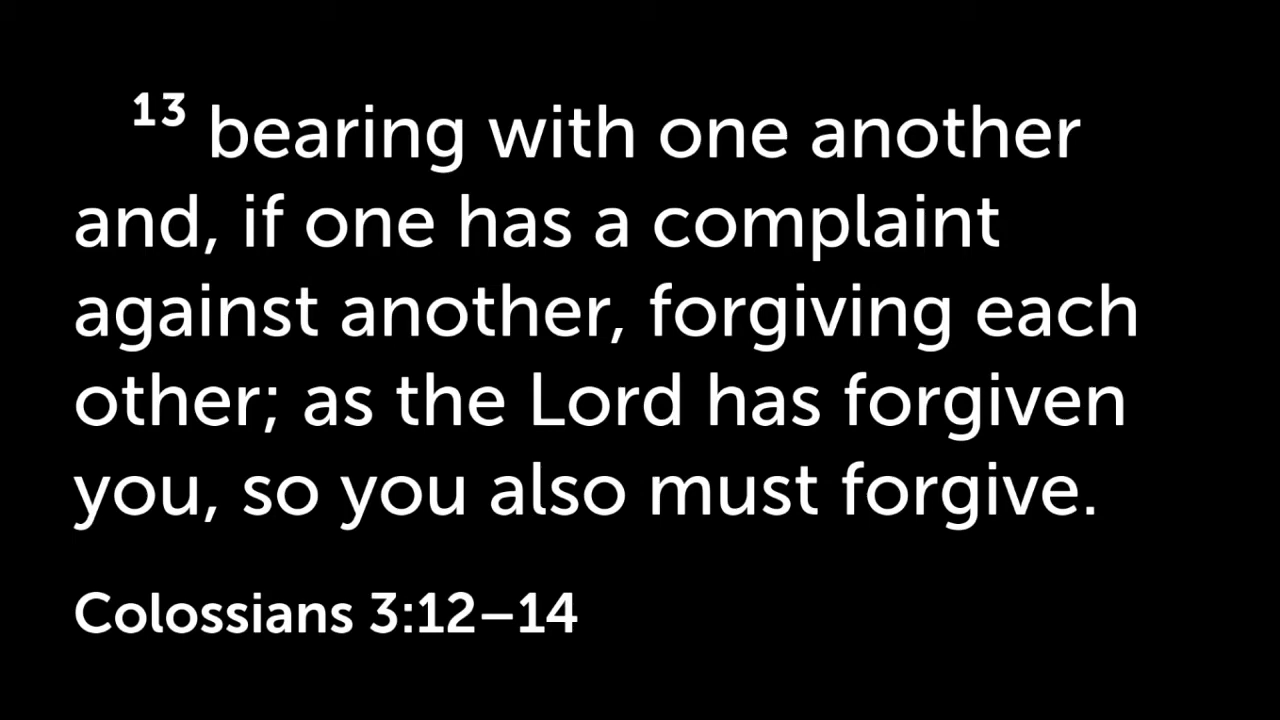 13 bearing with one another
and, if one has a complaint
against another, forgiving each
other; as the Lord has forgiven
you, so you also must forgive.
Colossians 3:12–14